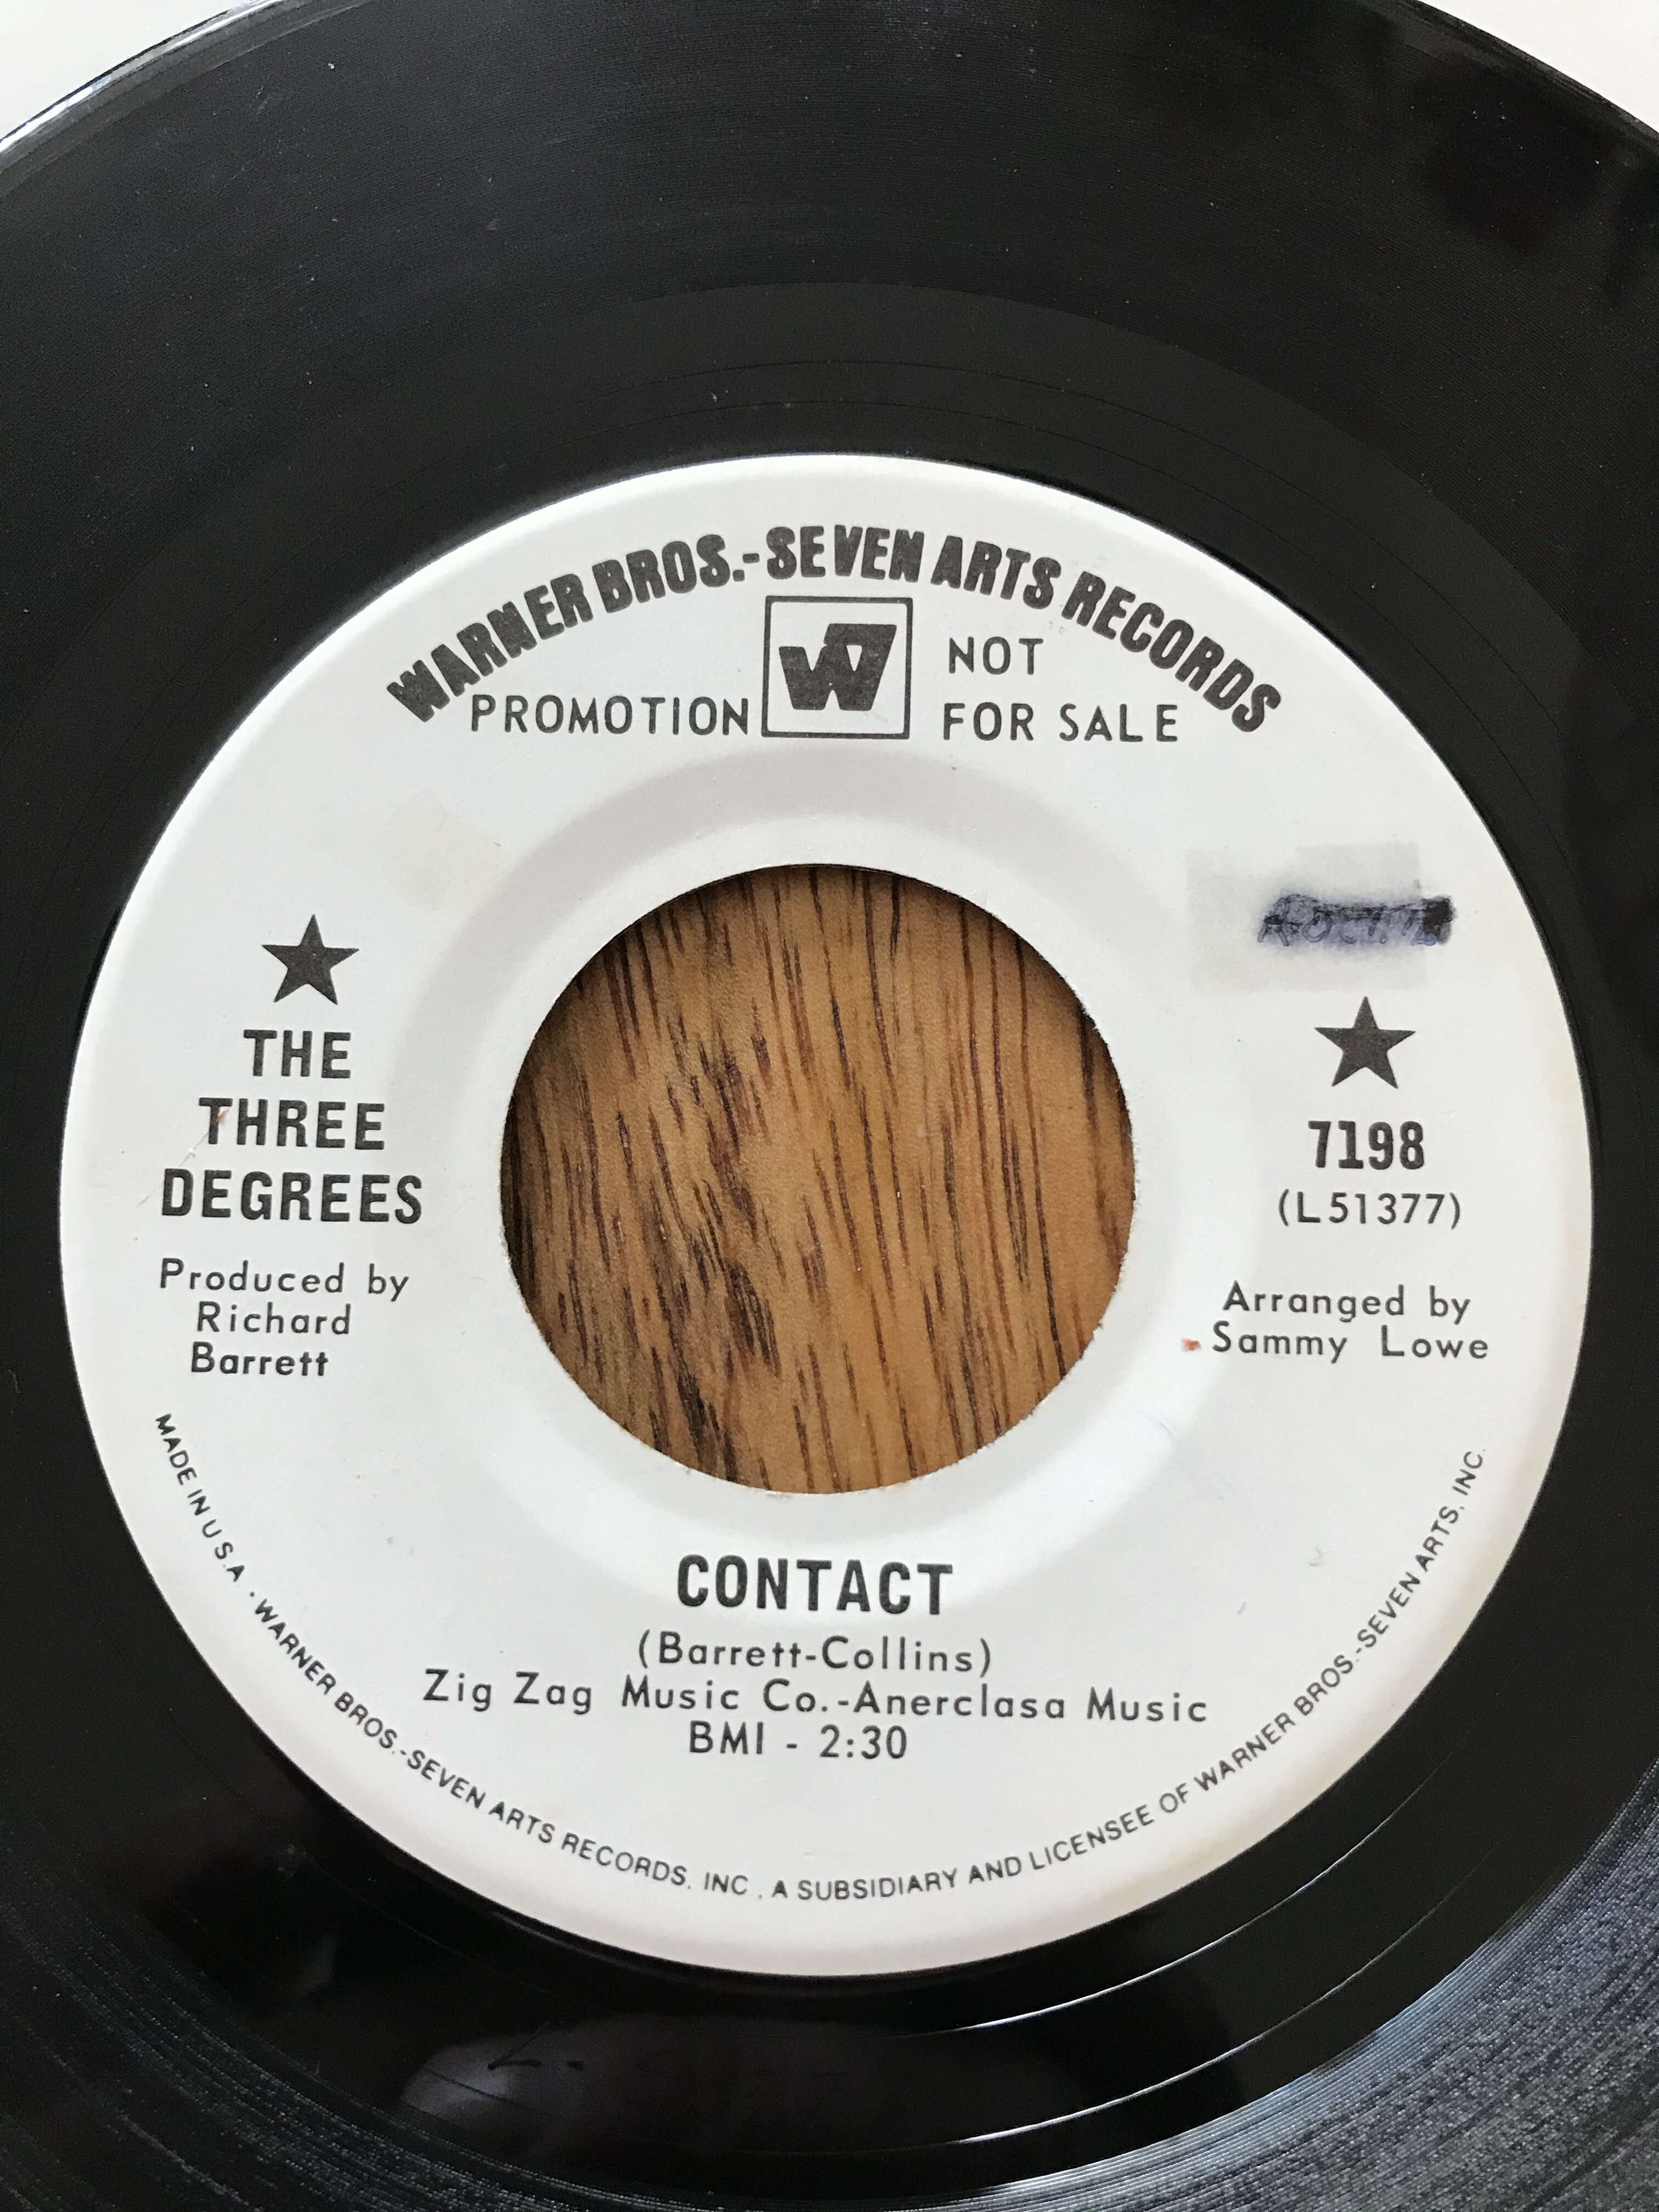 WARNER BROS.-SEVEN ARTS RECORDS
PROMOTION
NOT
FOR SALE
THE
THREE
DEGREES
Produced by
Richard
Barrett
7198
(L51377)
Arranged by
Sammy Lowe
CONTACT
(Barrett-Collins)
Zig Zag Music Co.-Anerclasa Music
BMI - 2:30
MADE IN U.S.A. · WARNER BROS.-SEVEN ARTS RECORDS, INC., A SUBSIDIARY AND LICENSEE OF WARNER BROS.-SEVEN ARTS, INC.